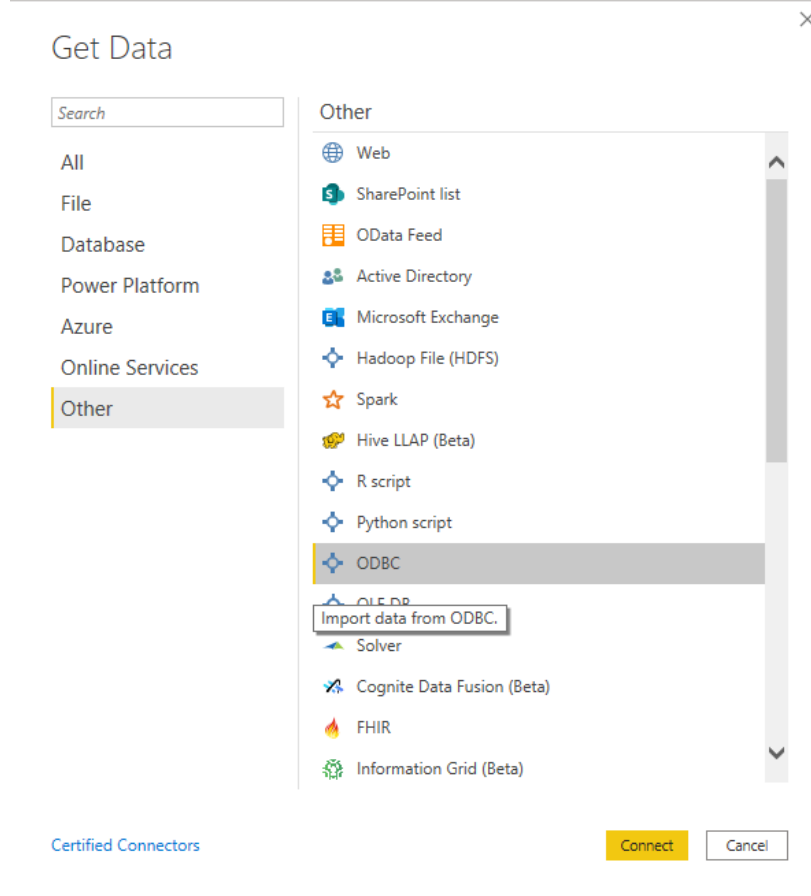 Get Data
Search
All
File
Database
Power Platform
Azure
Online Services
Other
Other
Web
SharePoint list
OData Feed
Active Directory
Microsoft Exchange
Hadoop File (HDFS)
Spark
Hive LLAP (Beta)
R script
Python script
ODBC
OLE DB
Import data from ODBC.
Solver
Cognite Data Fusion (Beta)
FHIR
Information Grid (Beta)
Certified Connectors
Connect
Cancel